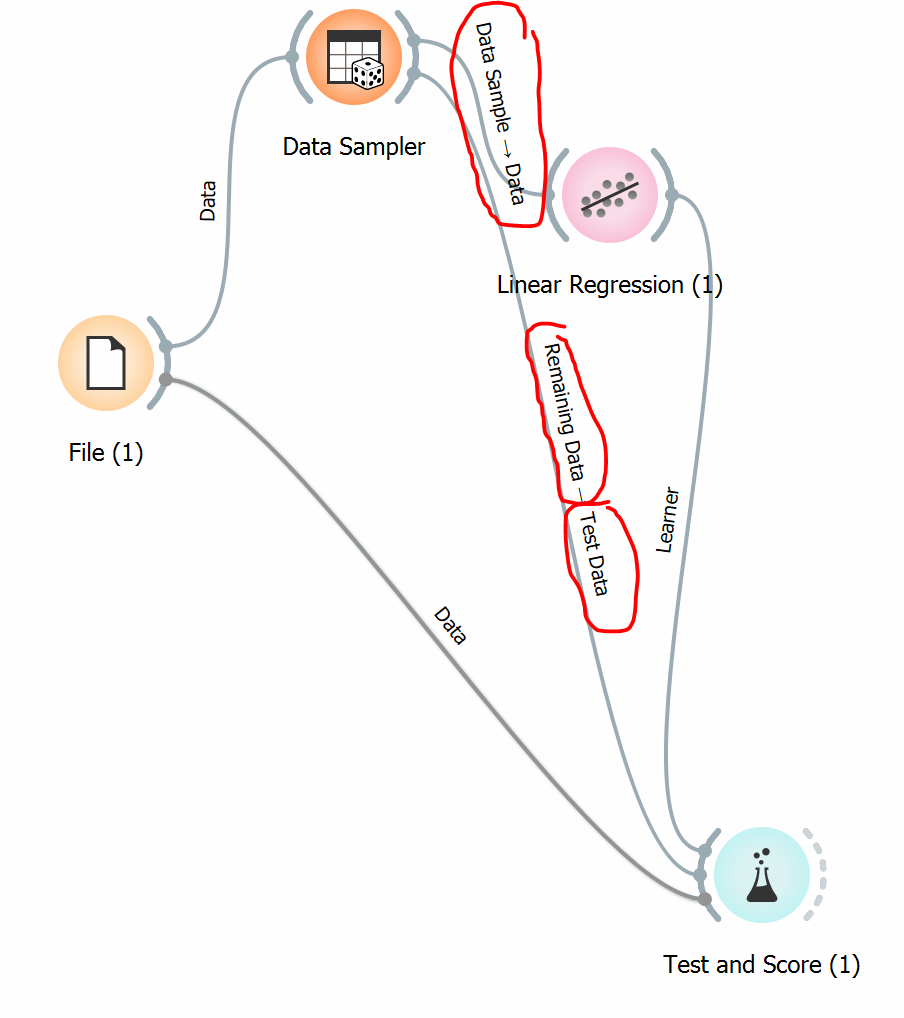 Data Sampler
Data Sample → Data
Data
Linear Regression (1)
File (1)
Remaining Data → Test Data
Learner
Data
Test and Score (1)